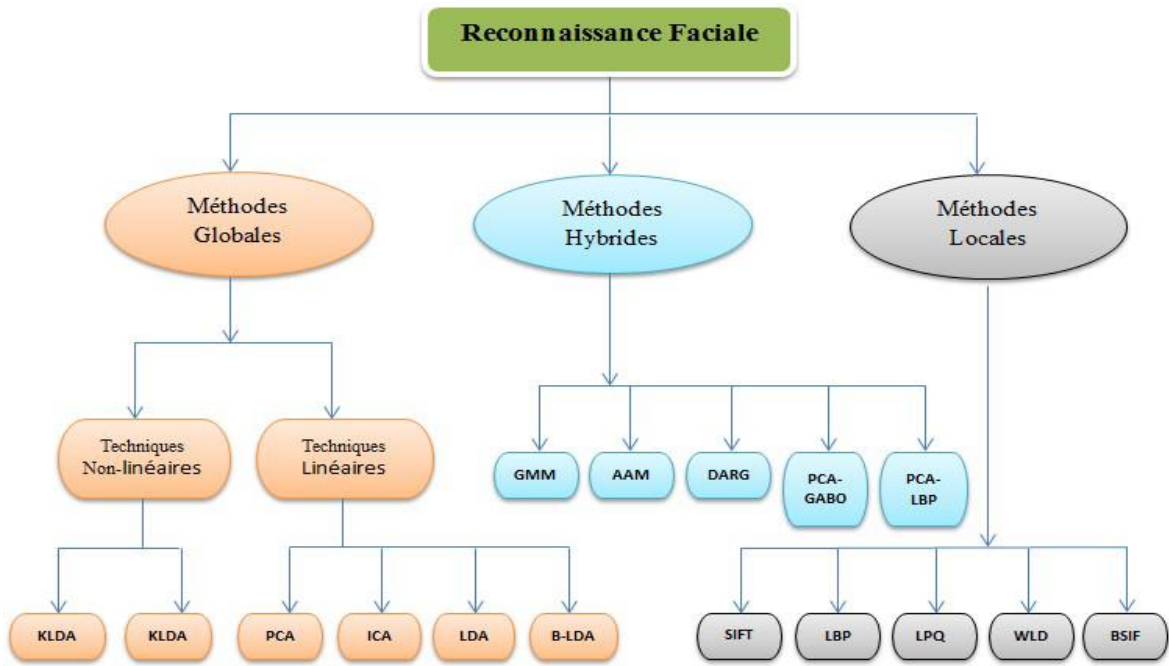 Reconnaissance Faciale
Méthodes
Globales
Méthodes
Hybrides
Méthodes
Locales
Techniques
Non-linéaires
Techniques
Linéaires
GMM
AAM
DARG
PCA-
GABO
PCA-
LBP
KLDA
KLDA
PCA
ICA
LDA
B-LDA
SIFT
LBP
LPQ
WLD
BSIF